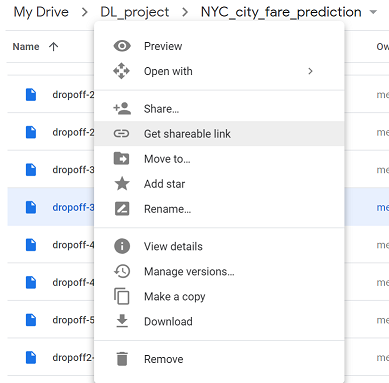 My Drive > DL_project > NYC_city_fare_prediction
Name
dropoff-2
dropoff-2
dropoff-3
dropoff-3
dropoff-4
dropoff-4
dropoff-5
dropoff2-
Preview
Open with
Share...
Get shareable link
Move to...
Add star
Rename...
View details
Manage versions...
Make a copy
Download
Remove
Ow
me
me
me
me
me
me
me
me